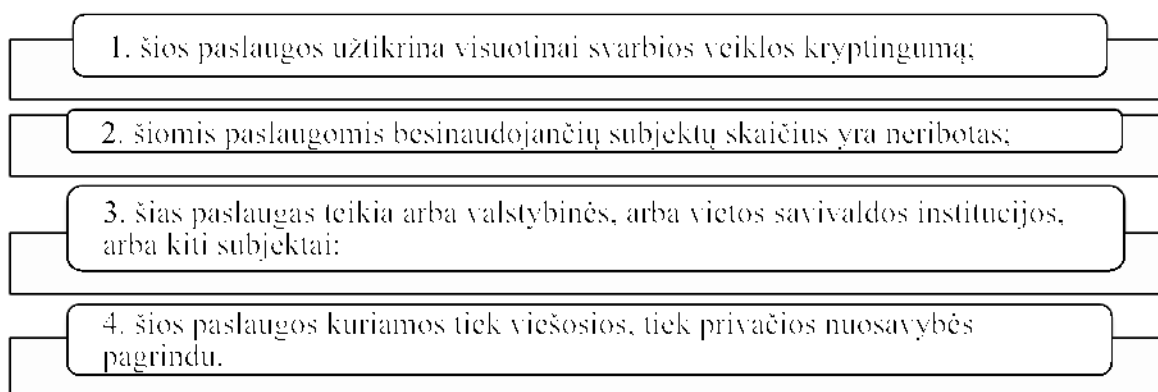 1. šios paslaugos užtikrina visuotinai svarbios veiklos kryptingumą;
2. šiomis paslaugomis besinaudojančių subjektų skaičius yra neribotas;
3. šias paslaugas teikia arba valstybinės, arba vietos savivaldos institucijos,
arba kiti subjektai;
4. šios paslaugos kuriamos tiek viešosios, tiek privačios nuosavybės
pagrindu.